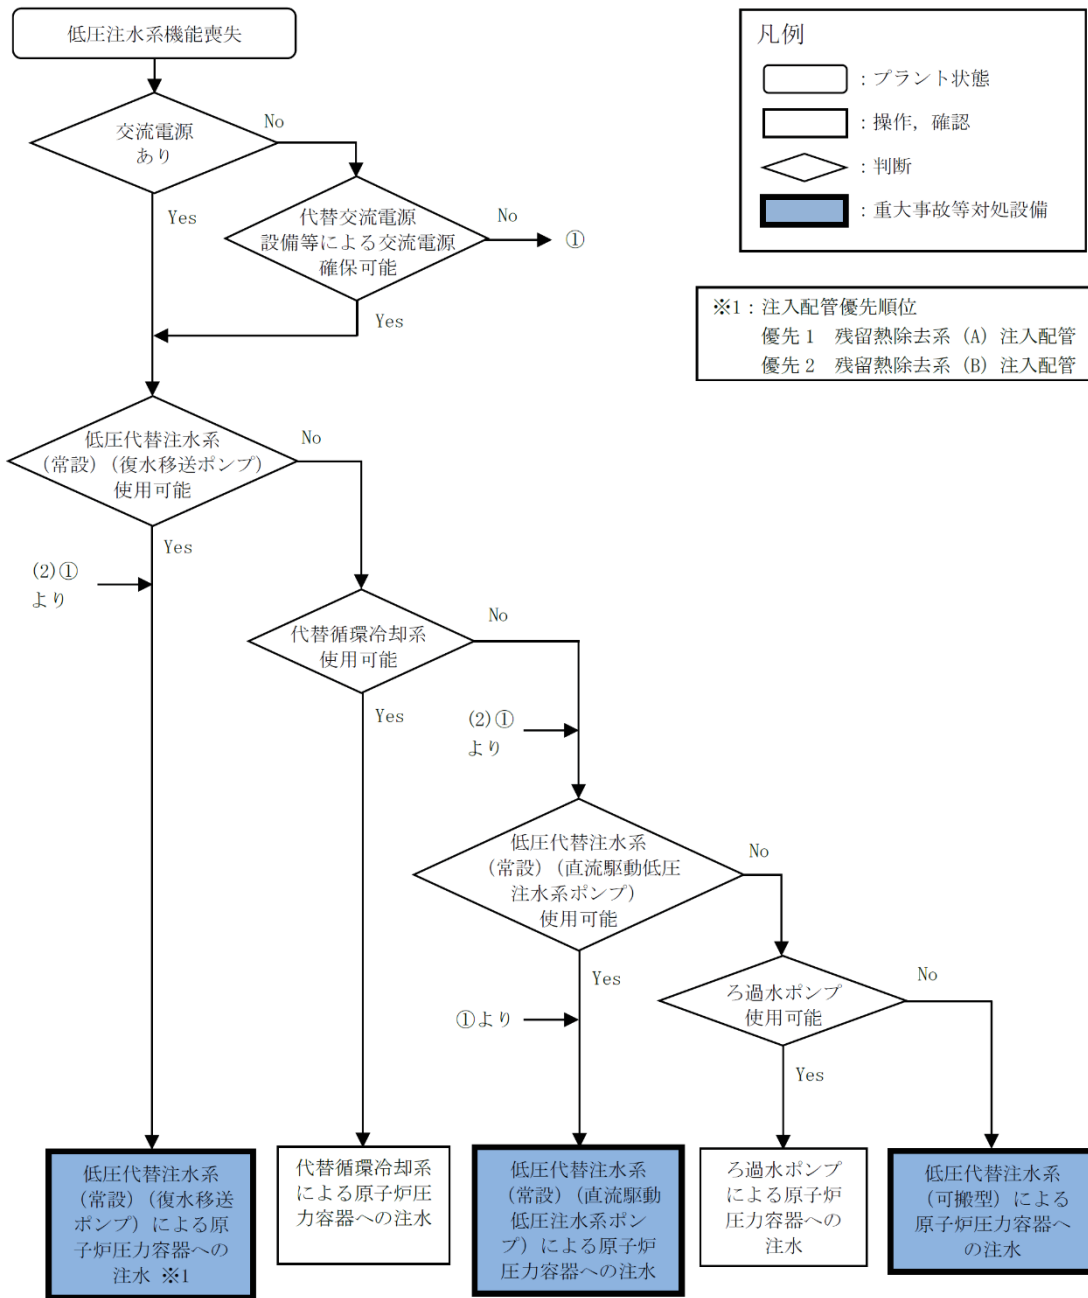 低圧注水系機能喪失
交流電源
あり
No
Yes
代替交流電源
設備等による交流電源
確保可能
No
①
Yes
凡例
：プラント状態
：操作，確認
：判断
：重大事故等対処設備
※1：注入配管優先順位
優先1　残留熱除去系（A）注入配管
優先2　残留熱除去系（B）注入配管
低圧代替注水系
（常設）（復水移送ポンプ）
使用可能
No
Yes
(2)①
より
代替循環冷却系
使用可能
No
Yes
(2)①
より
低圧代替注水系
（常設）（直流駆動低圧
注水系ポンプ）
使用可能
No
Yes
①より
ろ過水ポンプ
使用可能
No
Yes
低圧代替注水系
（常設）（復水移送
ポンプ）による原
子炉圧力容器への
注水 ※1
代替循環冷却系
による原子炉圧
力容器への注水
低圧代替注水系
（常設）（直流駆動
低圧注水系ポン
プ）による原子炉
圧力容器への注水
ろ過水ポンプ
による原子炉
圧力容器への
注水
低圧代替注水系
（可搬型）による
原子炉圧力容器へ
の注水